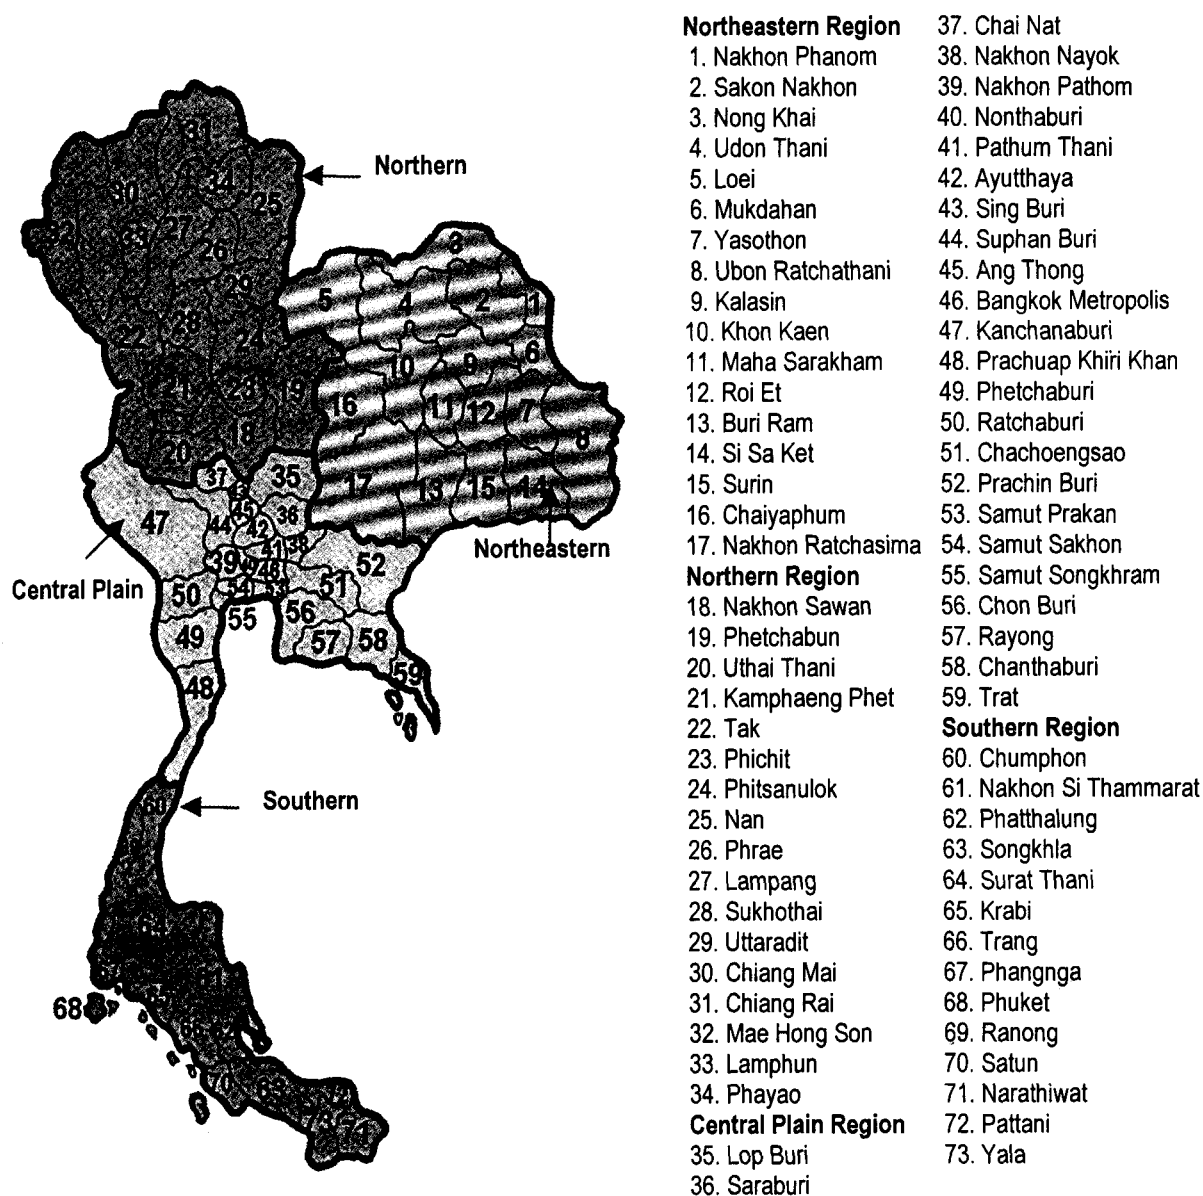 Northeastern Region
1. Nakhon Phanom
2. Sakon Nakhon
3. Nong Khai
4. Udon Thani
5. Loei
6. Mukdahan
7. Yasothon
8. Ubon Ratchathani
9. Kalasin
10. Khon Kaen
11. Maha Sarakham
12. Roi Et
13. Buri Ram
14. Si Sa Ket
15. Surin
16. Chaiyaphum
17. Nakhon Ratchasima
Northern Region
18. Nakhon Sawan
19. Phetchabun
20. Uthai Thani
21. Kamphaeng Phet
22. Tak
23. Phichit
24. Phitsanulok
25. Nan
26. Phrae
27. Lampang
28. Sukhothai
29. Uttaradit
30. Chiang Mai
31. Chiang Rai
32. Mae Hong Son
33. Lamphun
34. Phayao
Central Plain Region
35. Lop Buri
36. Saraburi
37. Chai Nat
38. Nakhon Nayok
39. Nakhon Pathom
40. Nonthaburi
41. Pathum Thani
42. Ayutthaya
43. Sing Buri
44. Suphan Buri
45. Ang Thong
46. Bangkok Metropolis
47. Kanchanaburi
48. Prachuap Khiri Khan
49. Phetchaburi
50. Ratchaburi
51. Chachoengsao
52. Prachin Buri
53. Samut Prakan
54. Samut Sakhon
55. Samut Songkhram
56. Chon Buri
57. Rayong
58. Chanthaburi
59. Trat
Southern Region
60. Chumphon
61. Nakhon Si Thammarat
62. Phatthalung
63. Songkhla
64. Surat Thani
65. Krabi
66. Trang
67. Phangnga
68. Phuket
69. Ranong
70. Satun
71. Narathiwat
72. Pattani
73. Yala
Northern
31
34
30
25
27
32
26
29
28
22
24
21
23
19
18
20
3
5
4
2
1
10
9
6
16
11
12
7
8
17
13
15
14
Northeastern
37
35
47
45
36
44
42
41
38
39
52
Central Plain
50
54
53
51
55
56
49
57
58
48
59
60
Southern
68
70
71